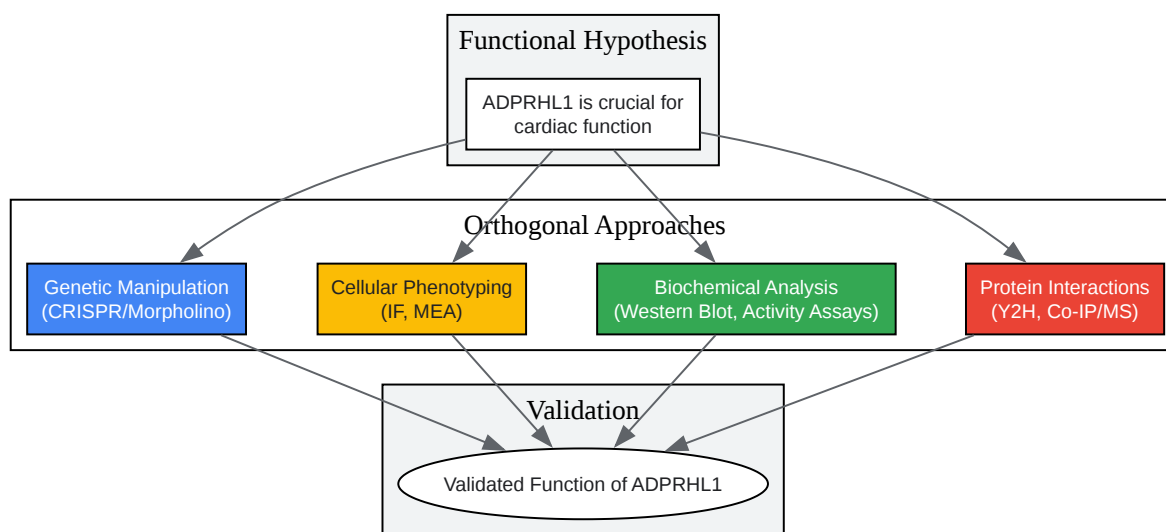 Functional Hypothesis
ADPRHL1 is crucial for
cardiac function
Orthogonal Approaches
Genetic Manipulation
(CRISPR/Morpholino)
Cellular Phenotyping
(IF, MEA)
Biochemical Analysis
(Western Blot, Activity Assays)
Protein Interactions
(Y2H, Co-IP/MS)
Validation
Validated Function of ADPRHL1